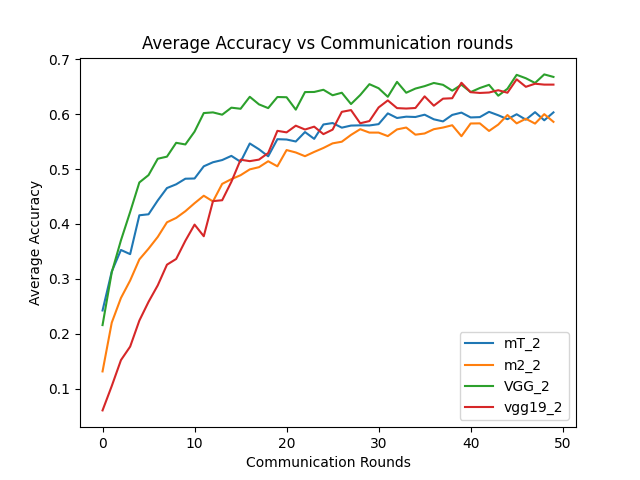 Average Accuracy vs Communication rounds
0.7
0.6
0.5
0.4
0.3
0.2
0.1
Average Accuracy
mT_2
m2_2
VGG_2
vgg19_2
0 10 20 30 40 50
Communication Rounds